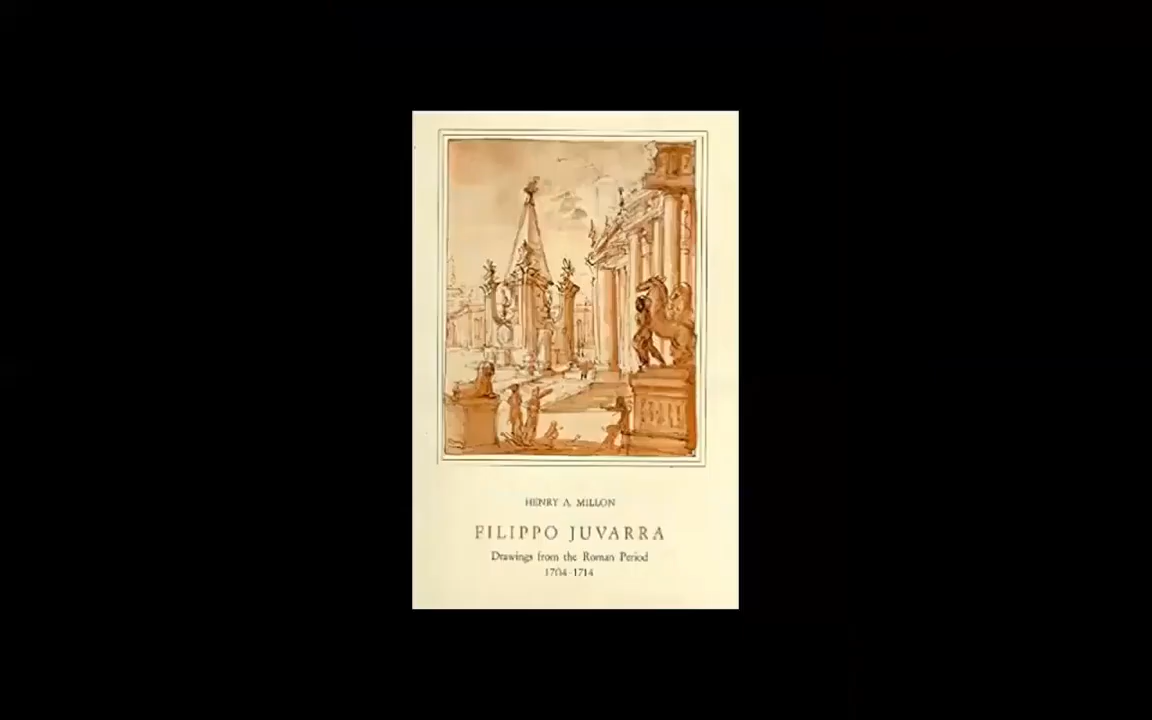 HENRY A. MILLON
FILIPPO JUVARRA
Drawings from the Roman Period
1704-1714